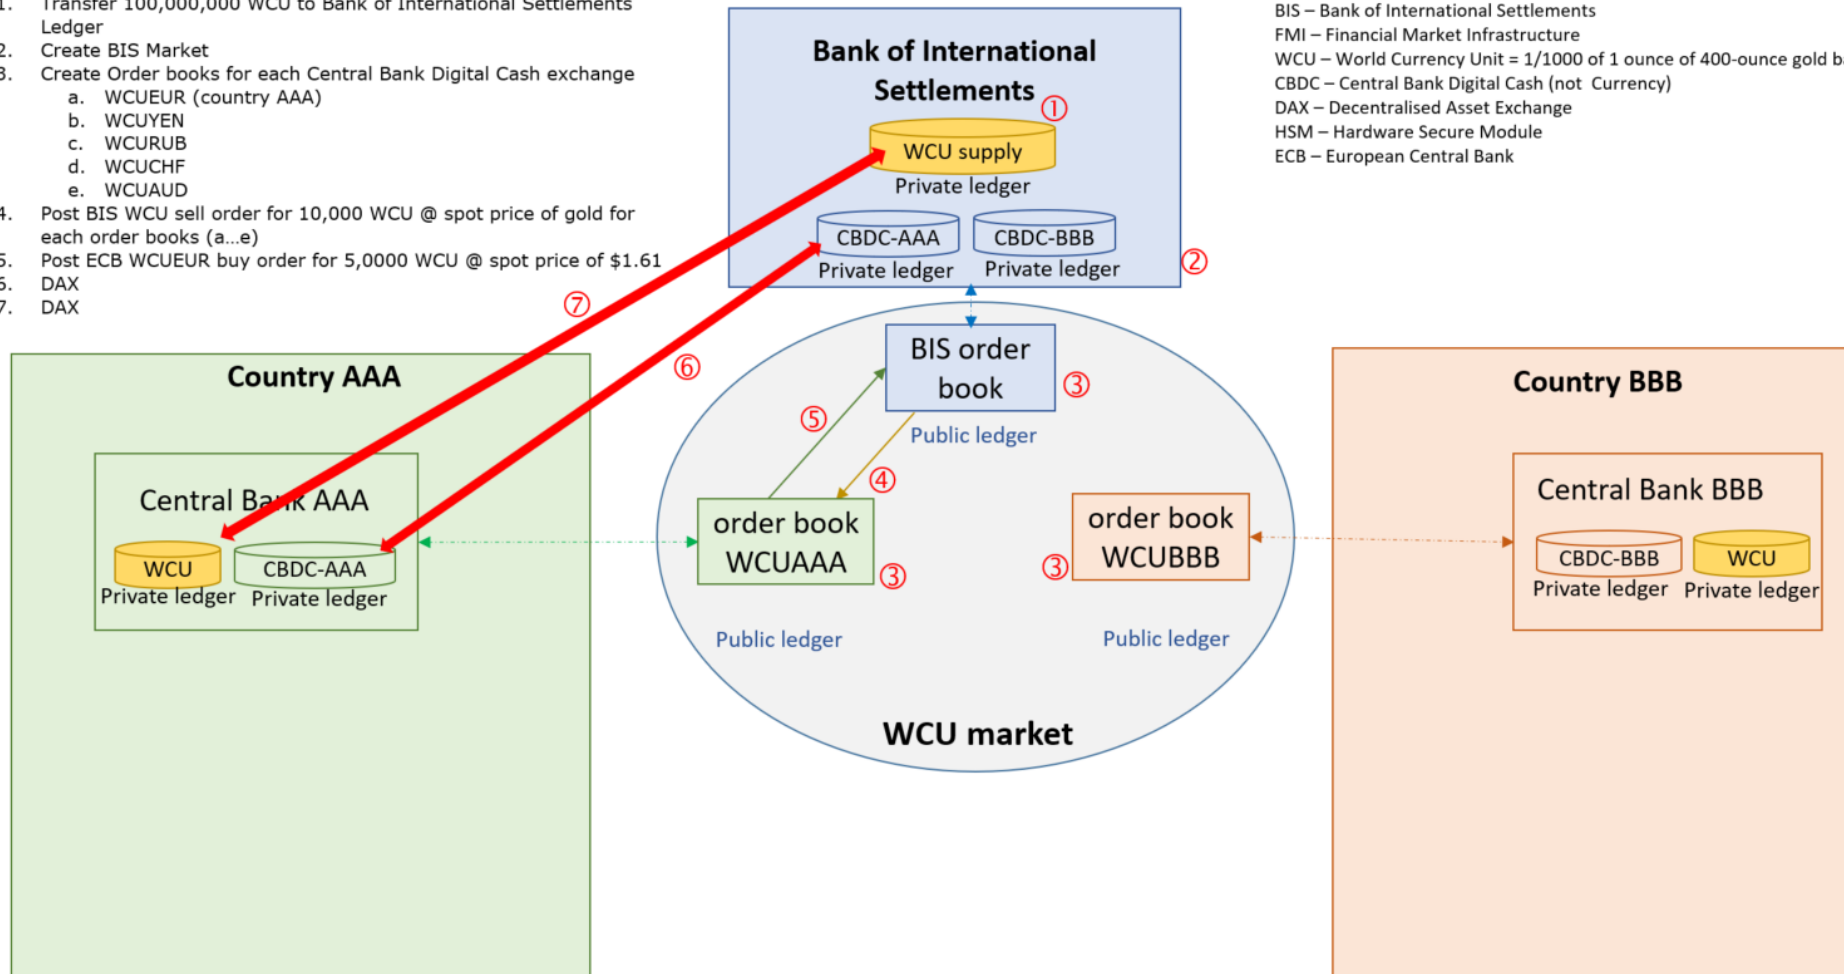 1. Transfer 100,000,000 WCU to Bank of International Settlements
Ledger
2. Create BIS Market
3. Create Order books for each Central Bank Digital Cash exchange
a. WCUEUR (country AAA)
b. WCUYEN
c. WCURUB
d. WCUCHF
e. WCUAUD
4. Post BIS WCU sell order for 10,000 WCU @ spot price of gold for
each order books (a...e)
5. Post ECB WCUEUR buy order for 5,0000 WCU @ spot price of $1.61
6. DAX
7. DAX
BIS – Bank of International Settlements
FMI – Financial Market Infrastructure
WCU – World Currency Unit = 1/1000 of 1 ounce of 400-ounce gold
CBDC – Central Bank Digital Cash (not Currency)
DAX – Decentralised Asset Exchange
HSM – Hardware Secure Module
ECB – European Central Bank
Bank of International
Settlements
①
WCU supply
Private ledger
CBDC-AAA
CBDC-BBB
Private ledger
Private ledger
②
⑦
⑥
BIS order
book
③
Public ledger
⑤
④
order book
WCUAAA
③
Public ledger
order book
WCUBBB
③
Public ledger
WCU market
Country AAA
Central Bank AAA
WCU
CBDC-AAA
Private ledger
Private ledger
Country BBB
Central Bank BBB
CBDC-BBB
WCU
Private ledger
Private ledger